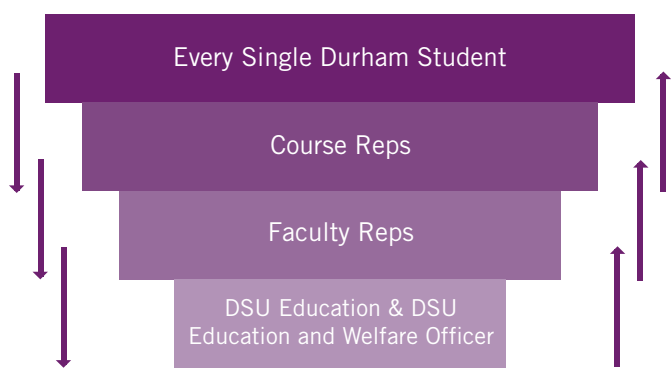 Every Single Durham Student
Course Reps
Faculty Reps
DSU Education & DSU
Education and Welfare Officer